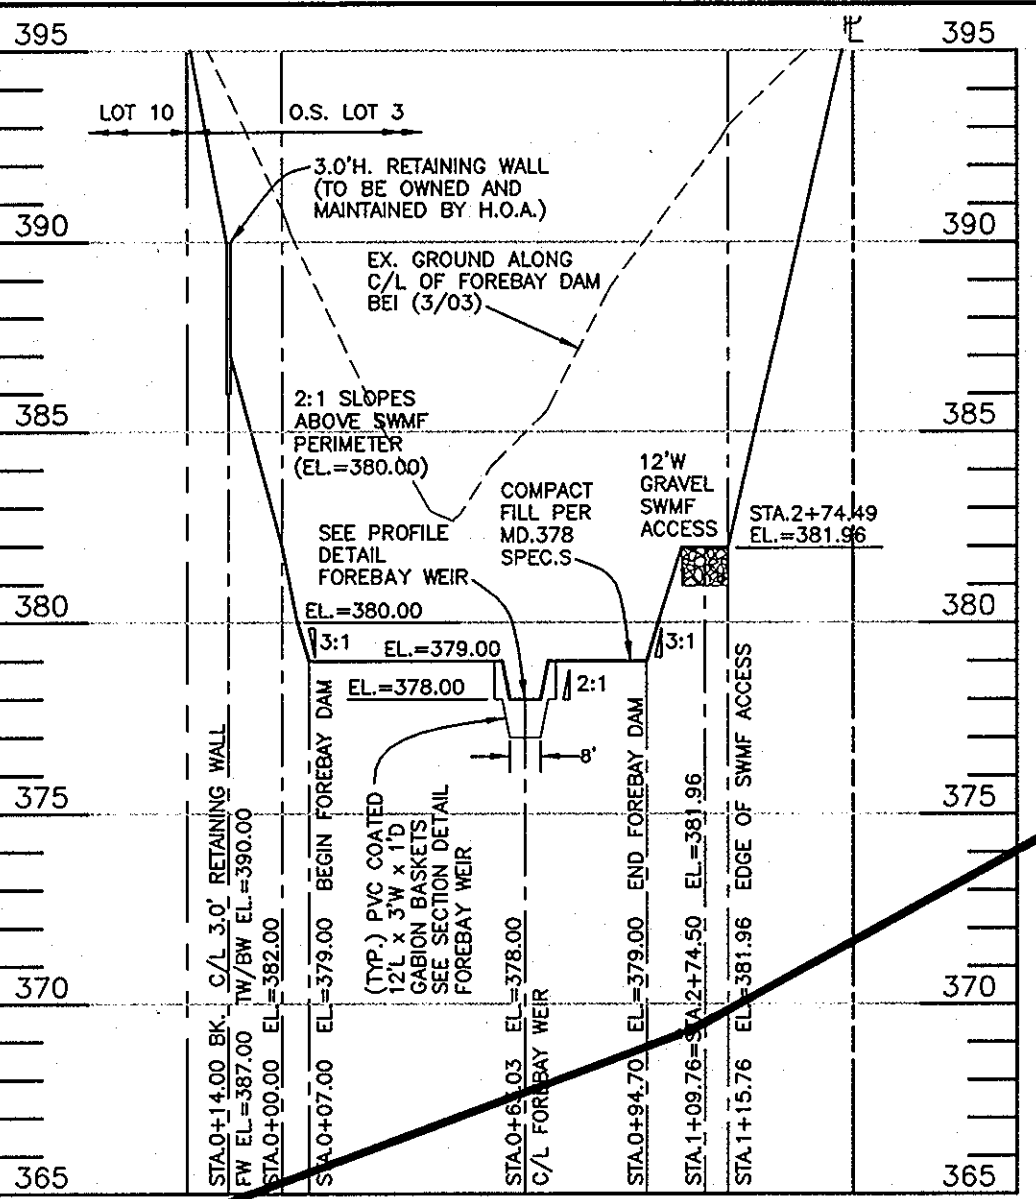 395
395
LOT 10
O.S. LOT 3
3.0'H. RETAINING WALL
(TO BE OWNED AND
MAINTAINED BY H.O.A.)
390
390
EX. GROUND ALONG
C/L OF FOREBAY DAM
BEI (3/03)
385
385
2:1 SLOPES
ABOVE SWMF
PERIMETER
(EL.=380.00)
12'W
GRAVEL
SWMF
ACCESS
COMPACT
FILL PER
MD.378
SPEC.S
STA.2+74.49
EL.=381.96
SEE PROFILE
DETAIL
FOREBAY WEIR
380
380
EL.=380.00
3:1
EL.=379.00
3:1
EL.=378.00
2:1
8'
375
375
(TYP.) PVC COATED
12'L x 3'W x 1'D
GABION BASKETS
SEE SECTION DETAIL
FOREBAY WEIR
370
370
STA.0+14.00 BK. C/L 3.0' RETAINING WALL
FW EL.=387.00 TW/BW EL.=390.00
STA.0+00.00 EL.=382.00
STA.0+07.00 EL.=379.00 BEGIN FOREBAY DAM
EL.=378.00
C/L FOREBAY WEIR
STA.0+94.70 EL.=379.00 END FOREBAY DAM
STA.1+09.76=STA.2+74.50 EL.=381.96
STA.1+15.76 EL.=381.96 EDGE OF SWMF ACCESS
365
365